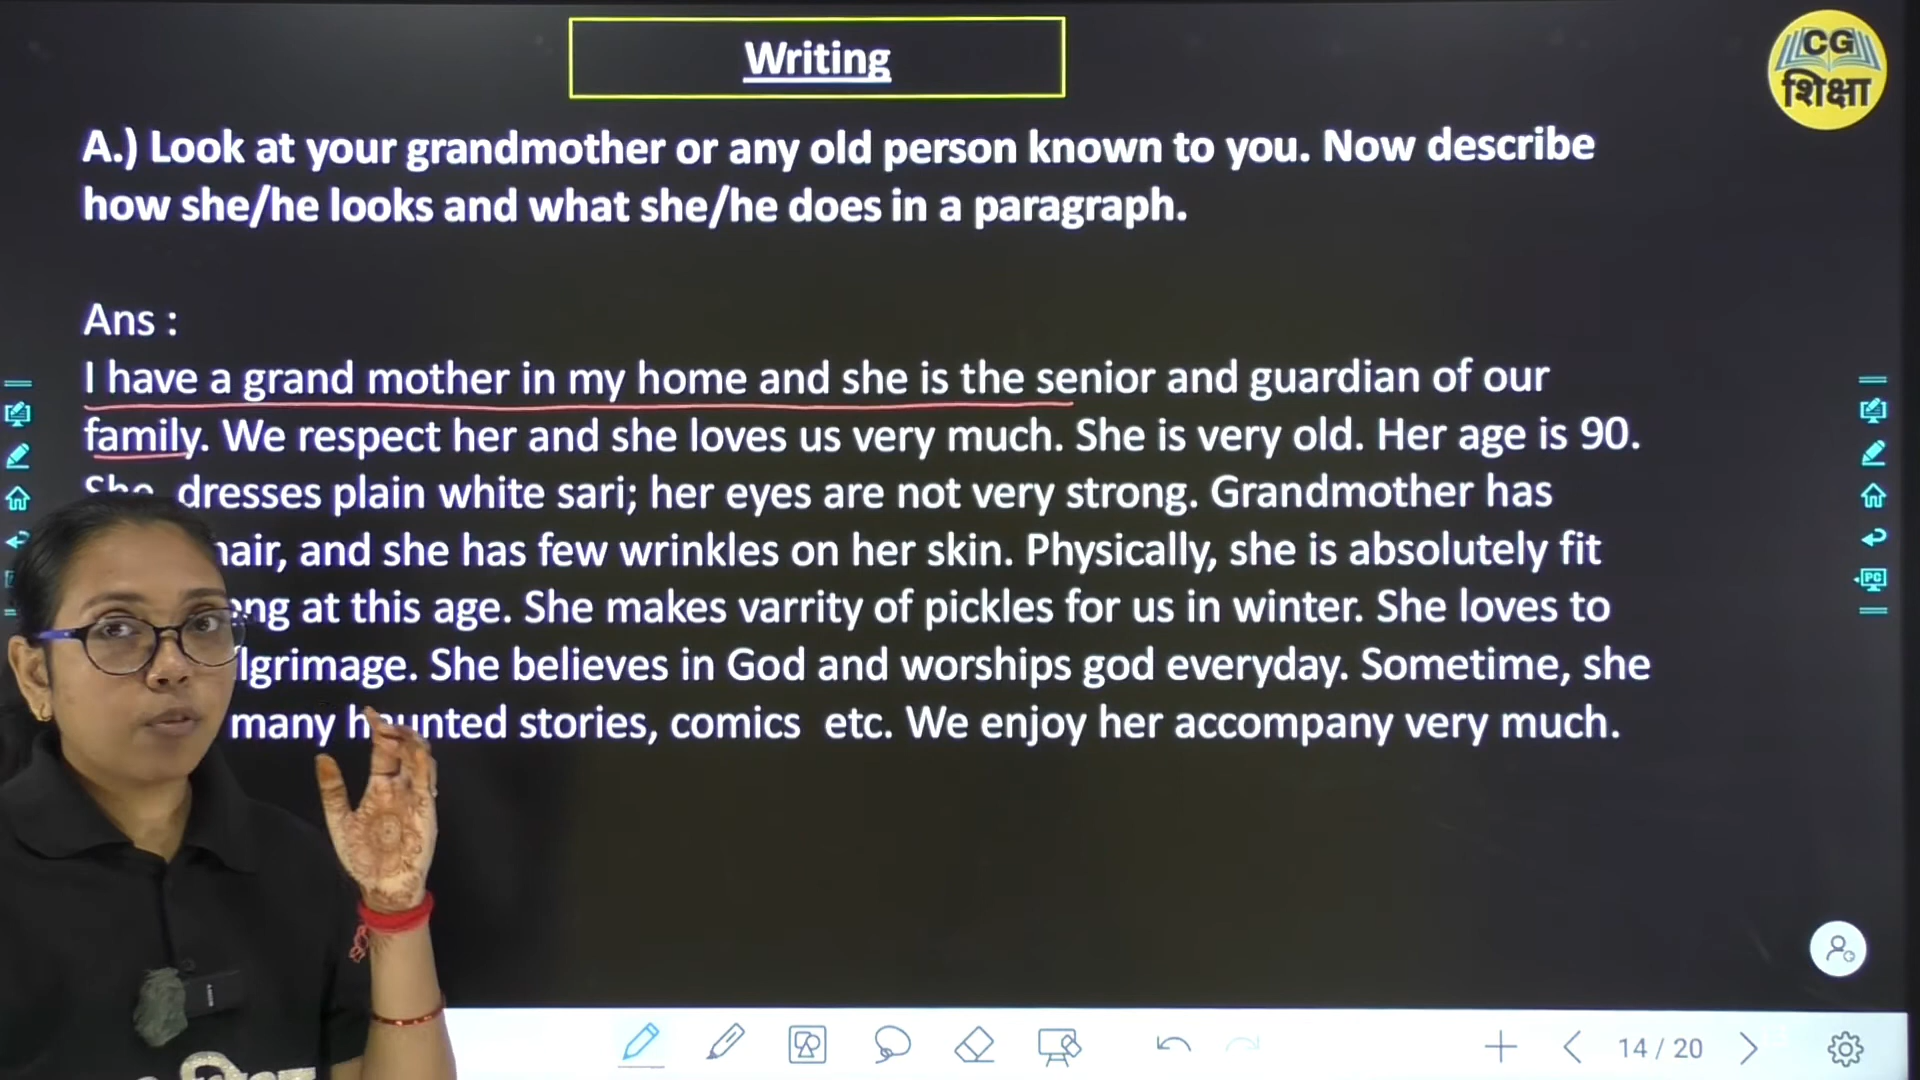 Writing
CG
शिक्षा
A.) Look at your grandmother or any old person known to you. Now describe
how she/he looks and what she/he does in a paragraph.
Ans :
I have a grand mother in my home and she is the senior and guardian of our
family. We respect her and she loves us very much. She is very old. Her age is 90.
She dresses plain white sari; her eyes are not very strong. Grandmother has
hair, and she has few wrinkles on her skin. Physically, she is absolutely fit
at this age. She makes varrity of pickles for us in winter. She loves to
She believes in God and worships god everyday. Sometime, she
many haunted stories, comics etc. We enjoy her accompany very much.
PC
14 / 20